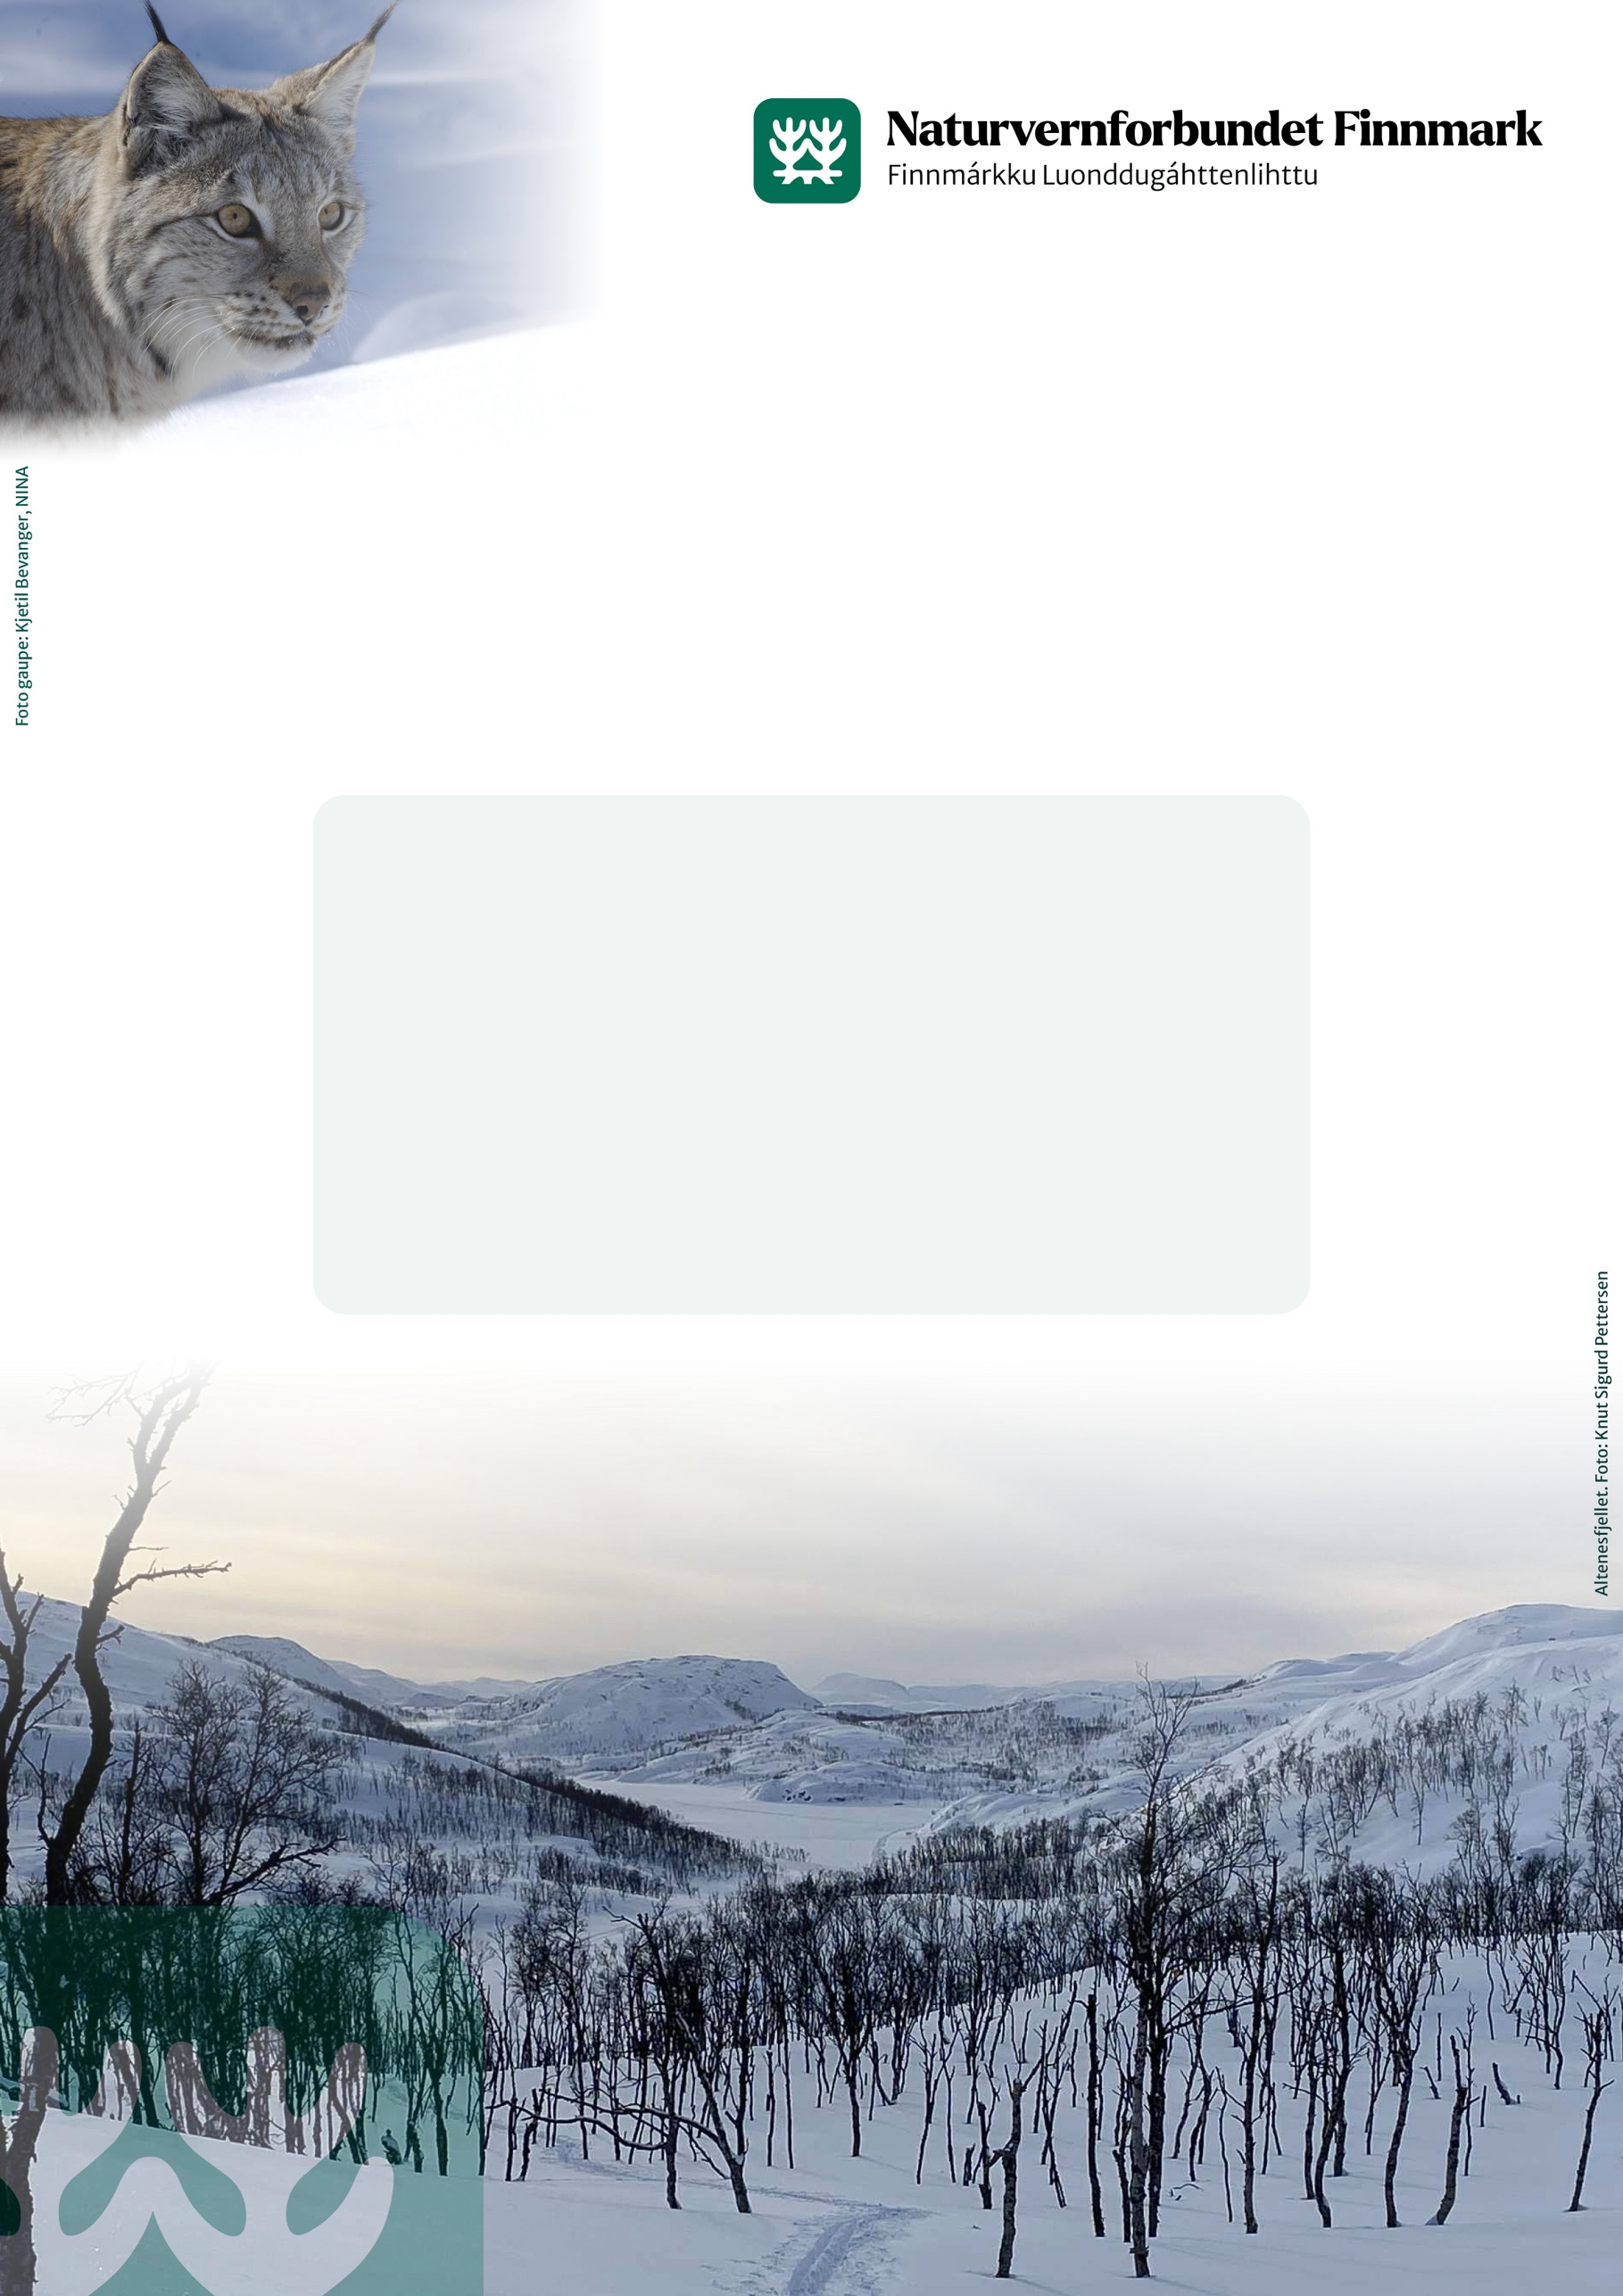 Naturvernforbundet Finnmark
Finnmárkku Luonddugáhttenlihttu
Foto gaupe: Kjetil Bevanger, NINA
Altenesfjellet. Foto: Knut Sigurd Pettersen